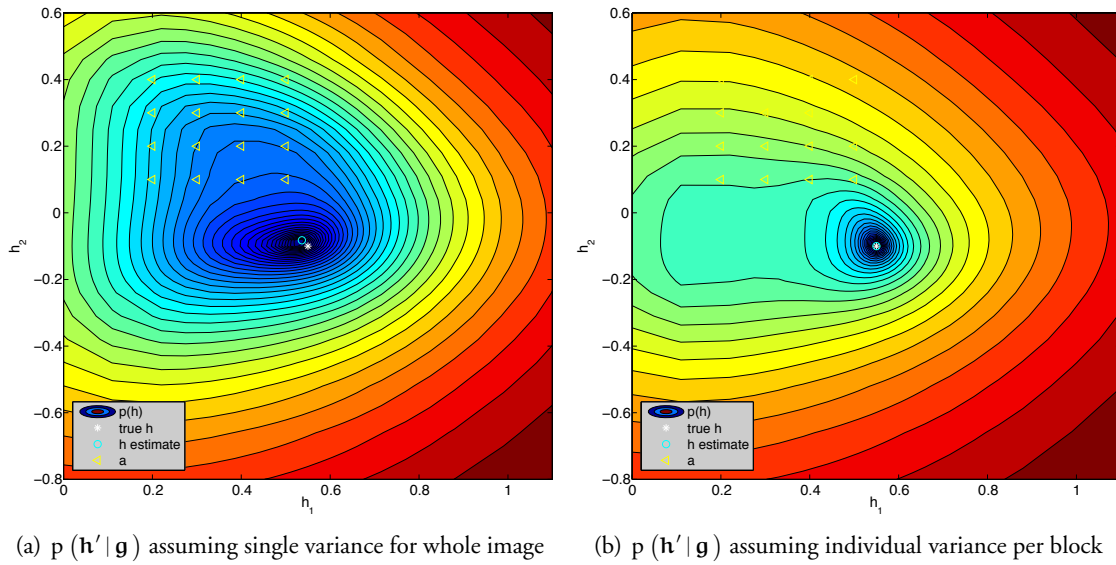 0.6
0.4
0.2
0
−0.2
−0.4
−0.6
−0.8
h2
0
0.2
0.4
0.6
0.8
1
h1
p(h)
true h
h estimate
a
(a) p (h′ | g) assuming single variance for whole image
0.6
0.4
0.2
0
−0.2
−0.4
−0.6
−0.8
h2
0
0.2
0.4
0.6
0.8
1
h1
p(h)
true h
h estimate
a
(b) p (h′ | g) assuming individual variance per block